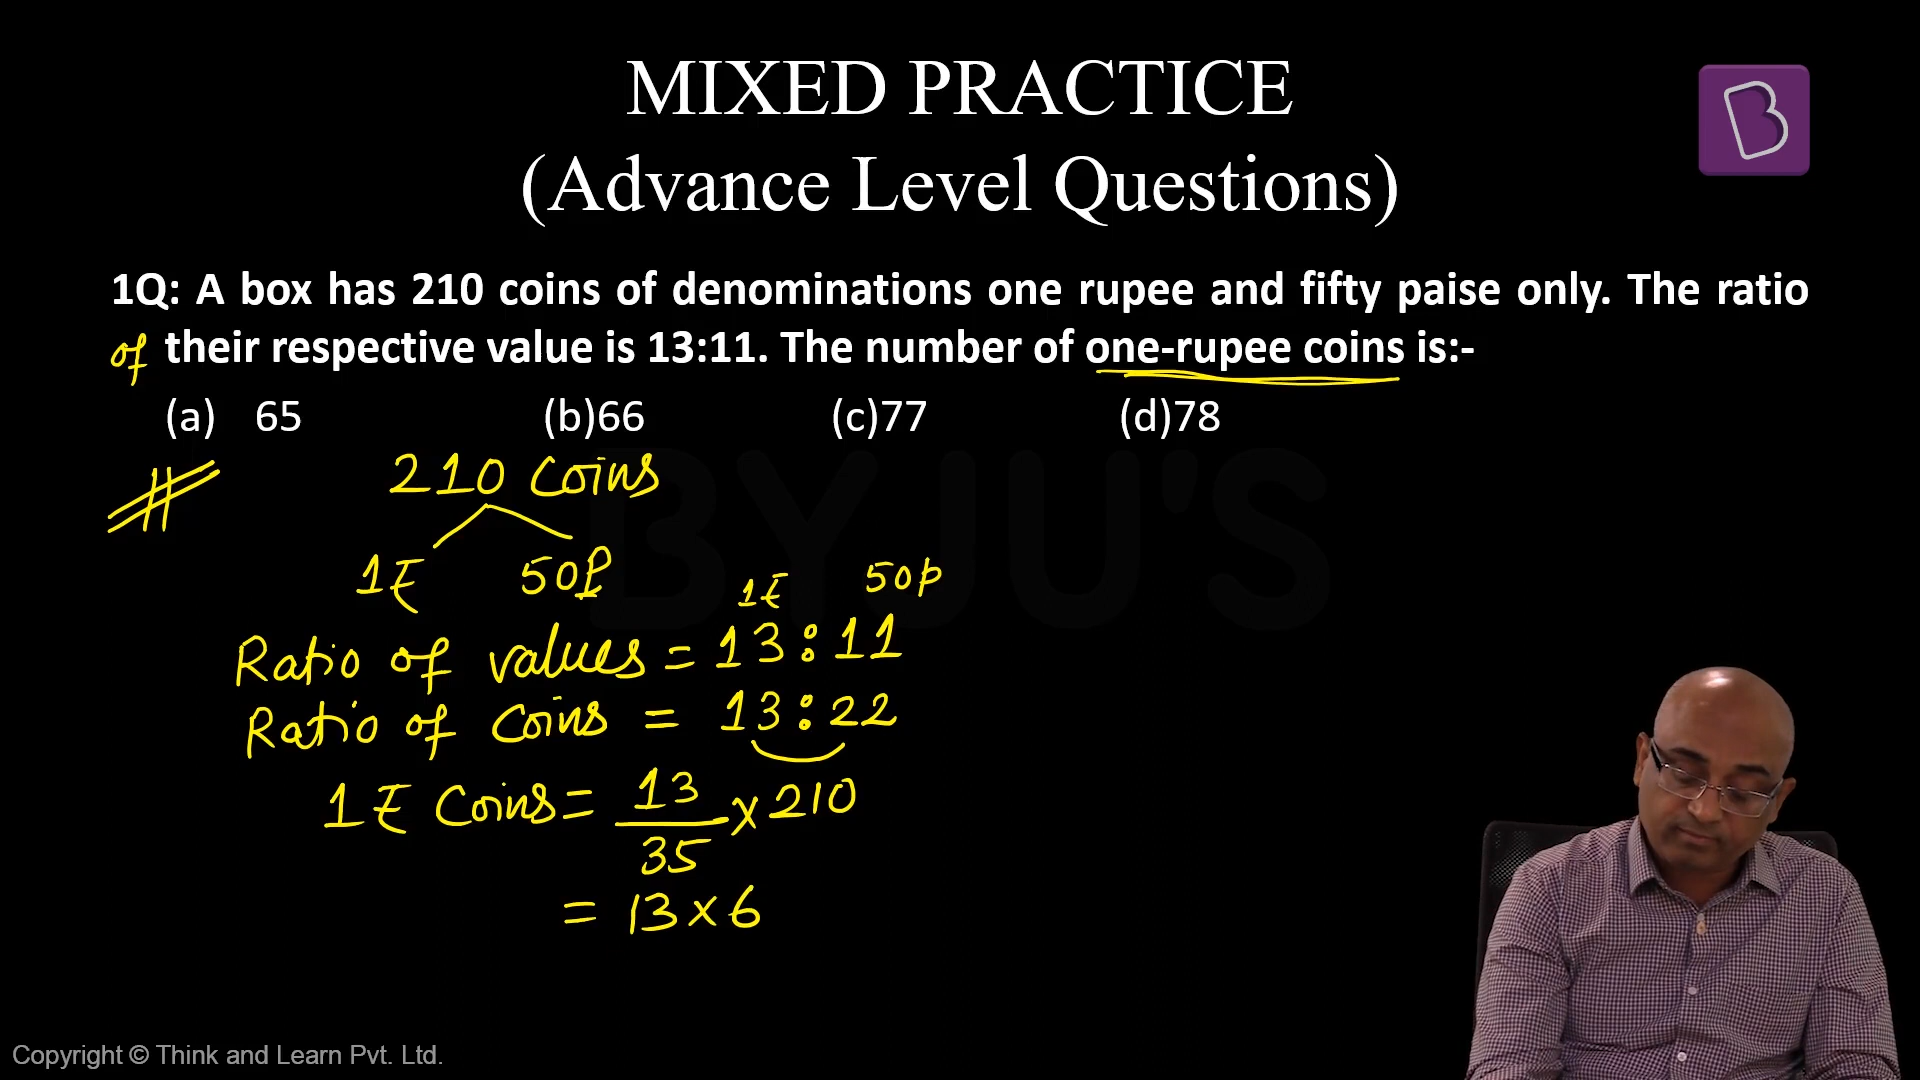 MIXED PRACTICE
(Advance Level Questions)
B
1Q: A box has 210 coins of denominations one rupee and fifty paise only. The ratio
of their respective value is 13:11. The number of one-rupee coins is:-
(a) 65 (b)66 (c)77 (d)78
210 Coins
1₹ 50P
1₹ 50p
Ratio of values = 13:11
Ratio of Coins = 13:22
1₹ Coins = 13/35 × 210
= 13 × 6
BYJU'S
Copyright © Think and Learn Pvt. Ltd.